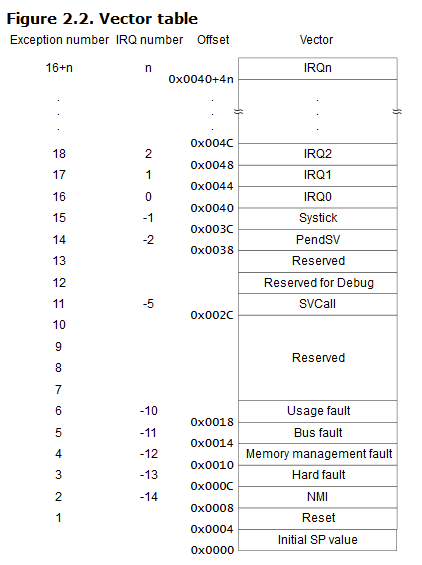 Figure 2.2. Vector table
Exception number IRQ number Offset Vector
16+n n IRQn
0x0040+4n
. . .
. . .
. . .
0x004C
18 2 IRQ2
0x0048
17 1 IRQ1
0x0044
16 0 IRQ0
0x0040
15 -1 Systick
0x003C
14 -2 PendSV
0x0038
13 Reserved
12 Reserved for Debug
11 -5 SVCall
0x002C
10
9
Reserved
8
7
6 -10 Usage fault
0x0018
5 -11 Bus fault
0x0014
4 -12 Memory management fault
0x0010
3 -13 Hard fault
0x000C
2 -14 NMI
0x0008
1 Reset
0x0004
Initial SP value
0x0000